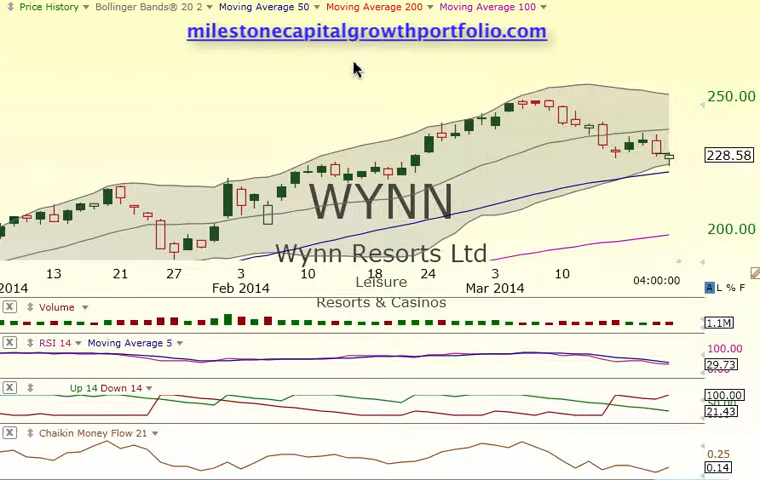 Price History Bollinger Bands® 20 2 Moving Average 50 Moving Average 200 Moving Average 100
milestonecapitalgrowthportfolio.com
250.00
228.58
200.00
WYNN
Wynn Resorts Ltd
Leisure
Resorts & Casinos
13 21 27 3 10 18 24 3 10 04:00:00
2014 Feb 2014 Mar 2014 A L % F
X Volume 1.1M
X RSI 14 Moving Average 5 100.00
29.73
X Up 14 Down 14 100.00
21.43
X Chaikin Money Flow 21 0.25
0.14